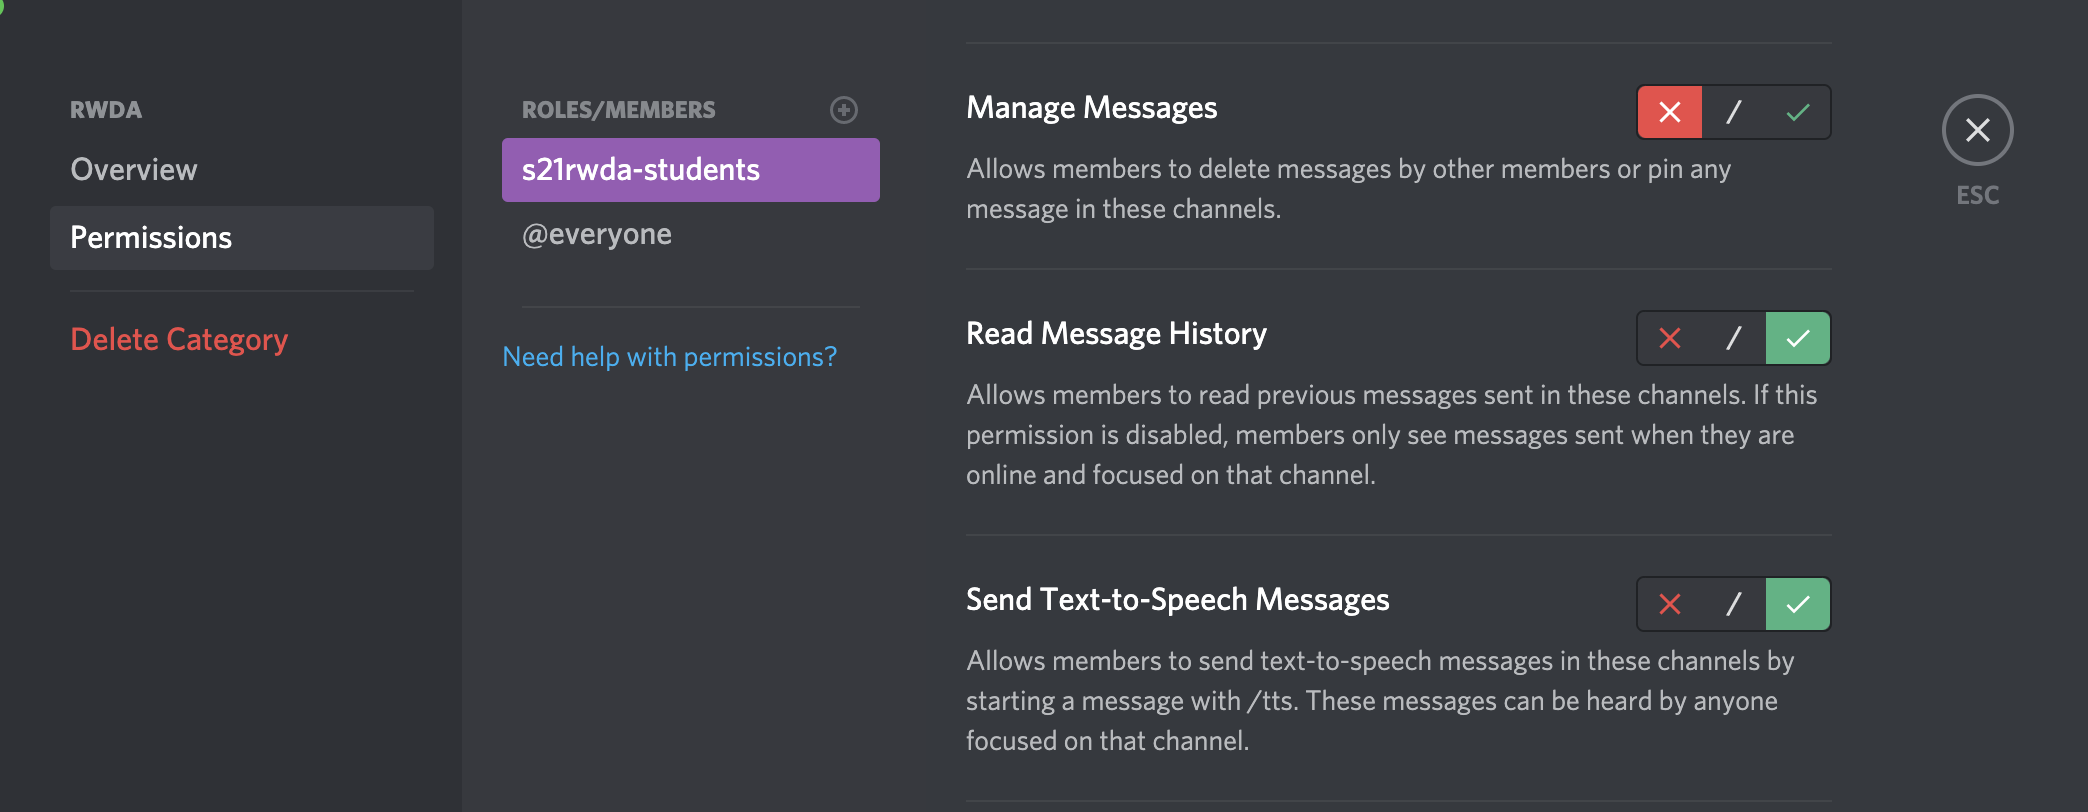 RWDA
Overview
Permissions
Delete Category
ROLES/MEMBERS
s21rwda-students
@everyone
Need help with permissions?
Manage Messages
/
Allows members to delete messages by other members or pin any
message in these channels.
Read Message History
/
Allows members to read previous messages sent in these channels. If this
permission is disabled, members only see messages sent when they are
online and focused on that channel.
Send Text-to-Speech Messages
/
Allows members to send text-to-speech messages in these channels by
starting a message with /tts. These messages can be heard by anyone
focused on that channel.
ESC